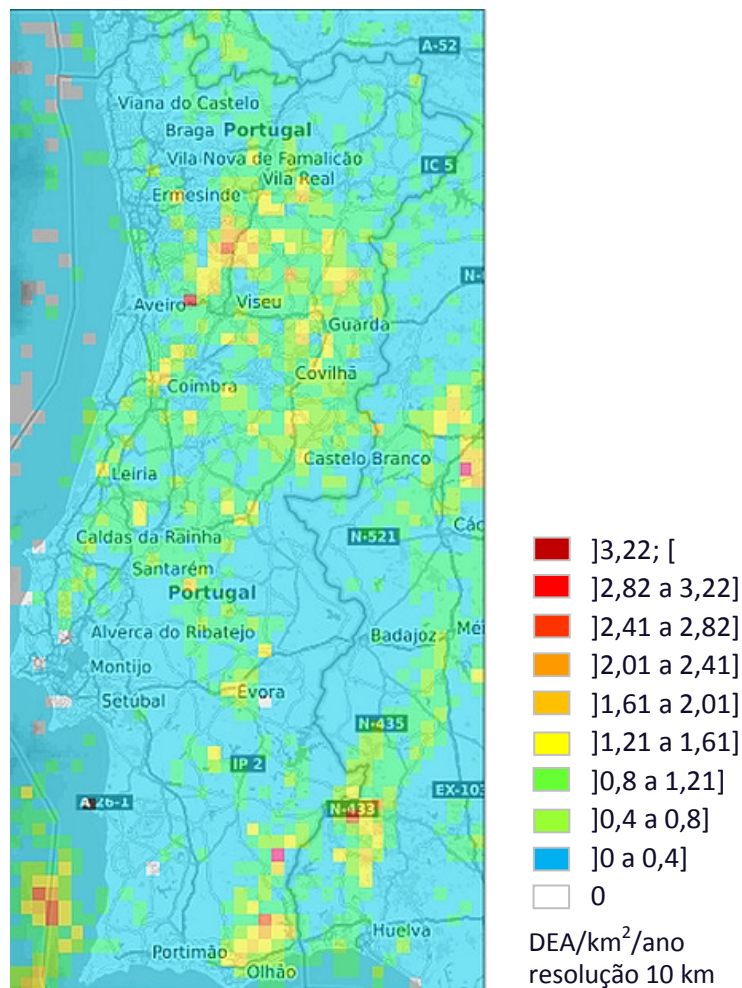 A-52
Viana do Castelo
Braga Portugal
Vila Nova de Famalicão
IC 5
Vila Real
Ermesinde
Aveiro
Viseu
Guarda
Covilhã
Coimbra
Castelo Branco
Leiria
Caldas da Rainha
N-521
Các
Santarém
Portugal
Alverca do Ribatejo
Badajoz
Mér
Montijo
Évora
Setúbal
N-435
IP 2
EX-103
A 26-1
N-433
Huelva
Portimão
Olhão
]3,22; [
]2,82 a 3,22]
]2,41 a 2,82]
]2,01 a 2,41]
]1,61 a 2,01]
]1,21 a 1,61]
]0,8 a 1,21]
]0,4 a 0,8]
]0 a 0,4]
0
DEA/km²/ano
resolução 10 km